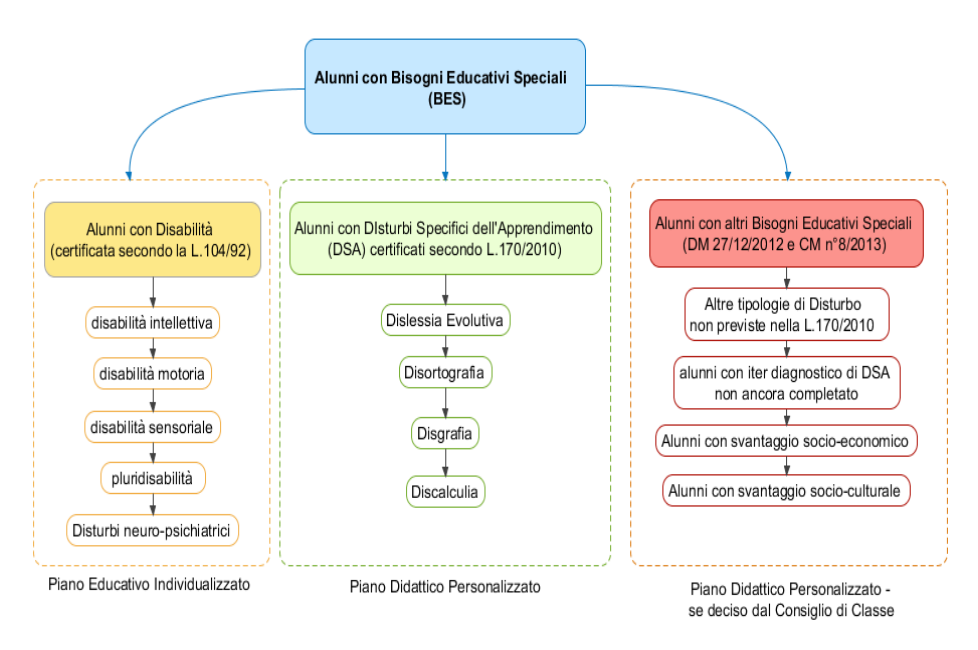 Alunni con Bisogni Educativi Speciali
(BES)
Alunni con Disabilità
(certificata secondo la L.104/92)
disabilità intellettiva
disabilità motoria
disabilità sensoriale
pluridisabilità
Disturbi neuro-psichiatrici
Piano Educativo Individualizzato
Alunni con DIsturbi Specifici dell'Apprendimento
(DSA) certificati secondo L.170/2010)
Dislessia Evolutiva
Disortografia
Disgrafia
Discalculia
Piano Didattico Personalizzato
Alunni con altri Bisogni Educativi Speciali
(DM 27/12/2012 e CM n°8/2013)
Altre tipologie di Disturbo
non previste nella L.170/2010
alunni con iter diagnostico di DSA
non ancora completato
Alunni con svantaggio socio-economico
Alunni con svantaggio socio-culturale
Piano Didattico Personalizzato -
se deciso dal Consiglio di Classe